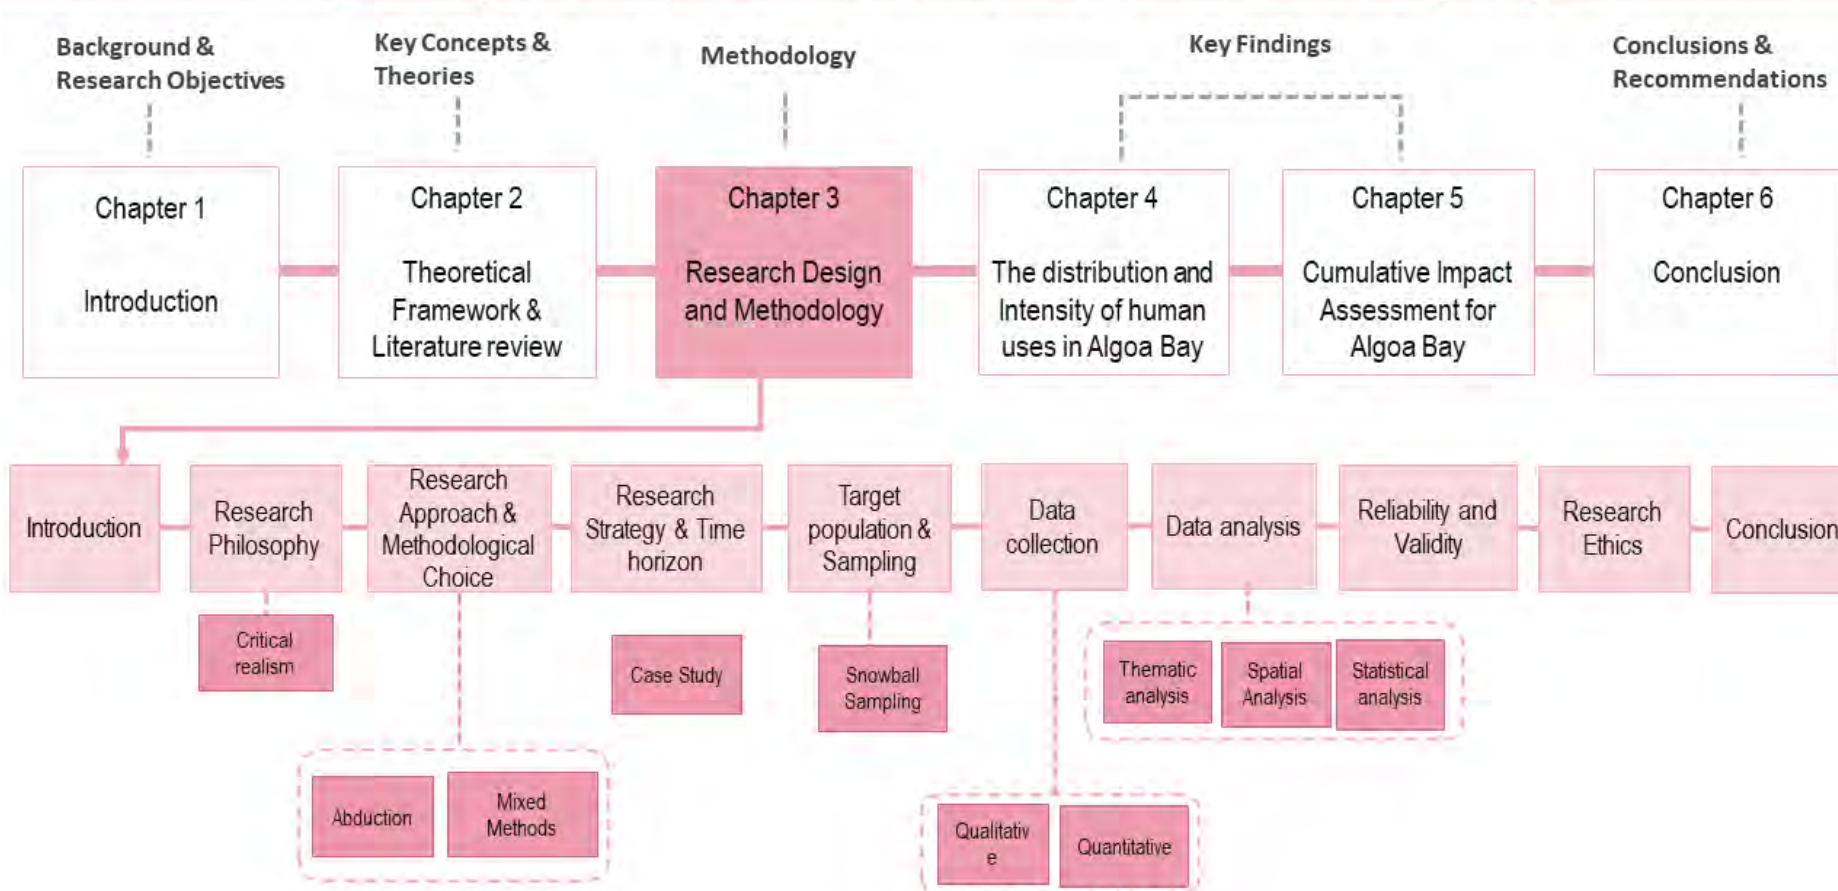 Background &
Research Objectives
Key Concepts &
Theories
Methodology
Key Findings
Conclusions &
Recommendations
Chapter 1
Introduction
Chapter 2
Theoretical
Framework &
Literature review
Chapter 3
Research Design
and Methodology
Chapter 4
The distribution and
Intensity of human
uses in Algoa Bay
Chapter 5
Cumulative Impact
Assessment for
Algoa Bay
Chapter 6
Conclusion
Introduction
Research
Philosophy
Research
Approach &
Methodological
Choice
Research
Strategy & Time
horizon
Target
population &
Sampling
Data
collection
Data analysis
Reliability and
Validity
Research
Ethics
Conclusion
Critical
realism
Case Study
Snowball
Sampling
Thematic
analysis
Spatial
Analysis
Statistical
analysis
Abduction
Mixed
Methods
Qualitativ
e
Quantitative